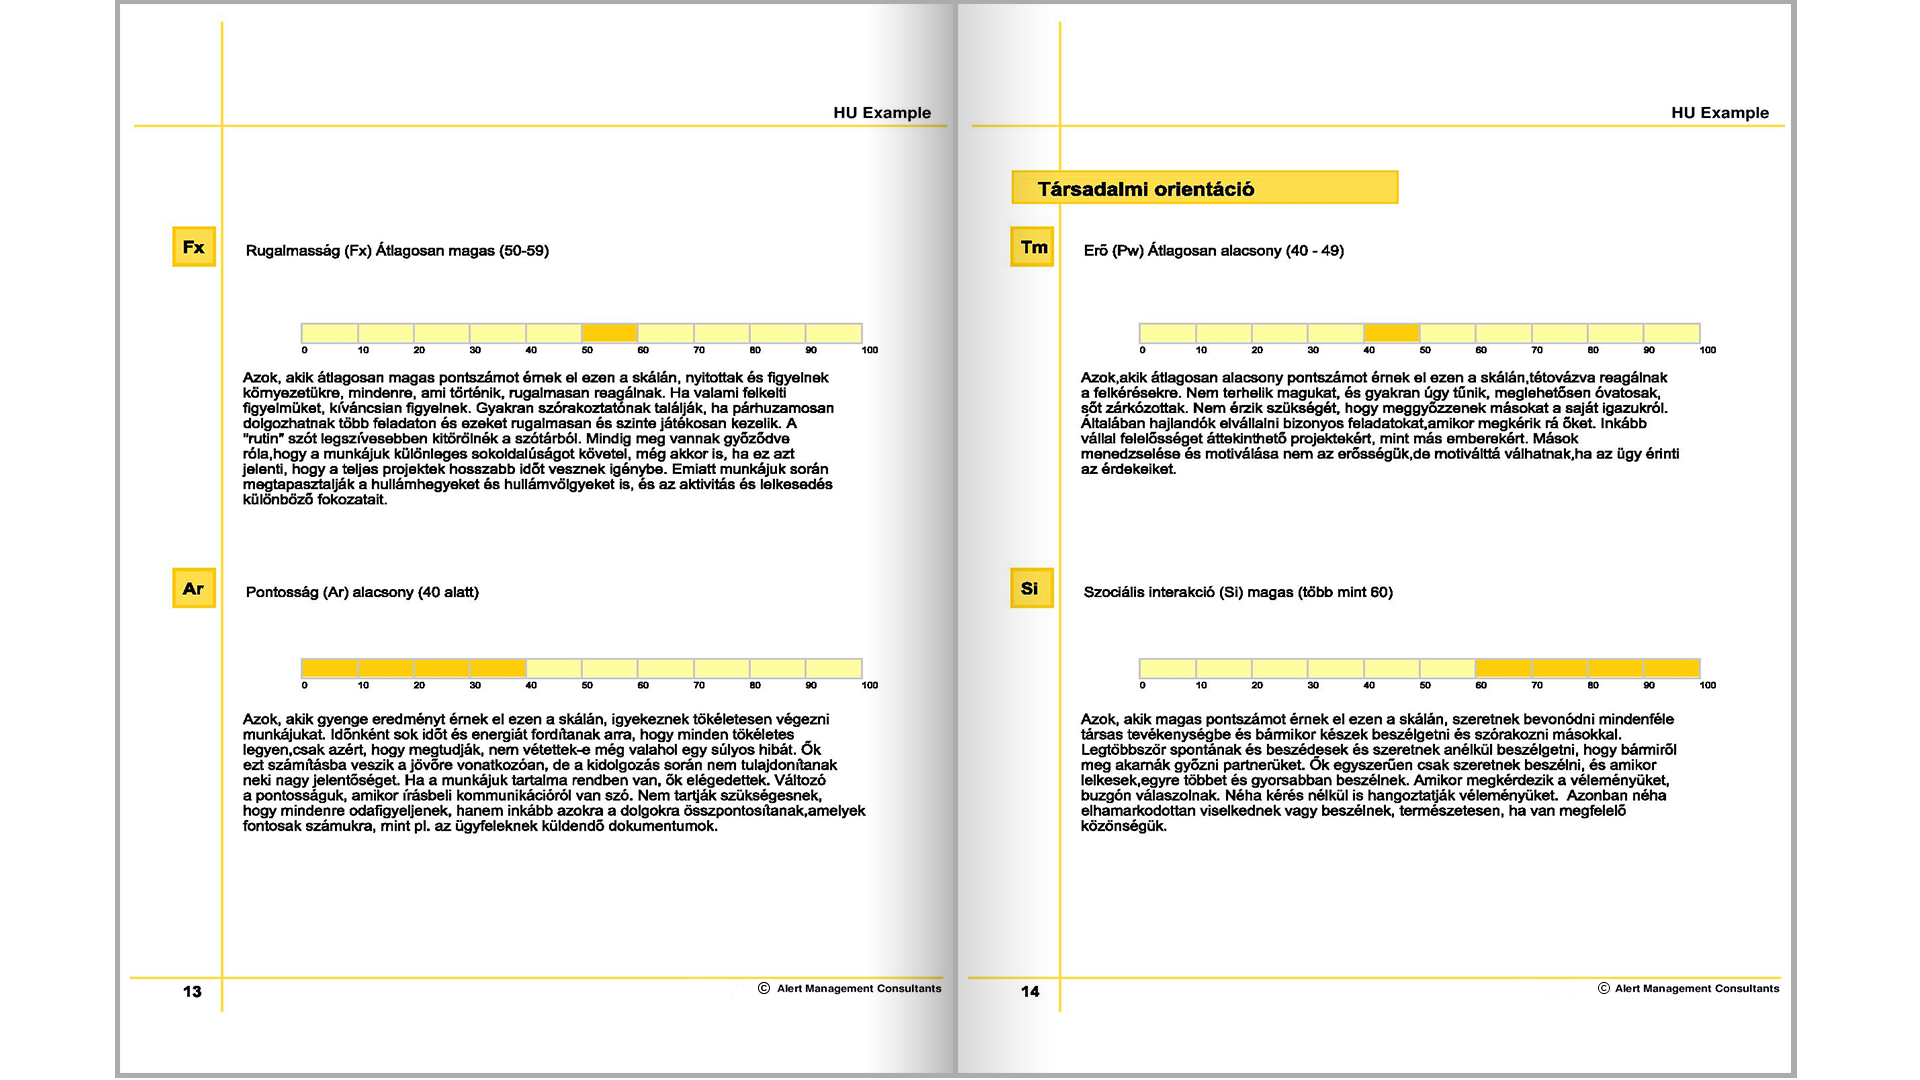 HU Example
Fx
Rugalmasság (Fx) Átlagosan magas (50-59)
0 10 20 30 40 50 60 70 80 90 100
Azok, akik átlagosan magas pontszámot érnek el ezen a skálán, nyitottak és figyelnek
környezetükre, mindenre, ami történik, rugalmasan reagálnak. Ha valami felkelti
figyelmüket, kíváncsian figyelnek. Gyakran szórakoztatónak találják, ha párhuzamosan
dolgozhatnak több feladaton és ezeket rugalmasan és szinte játékosan kezelik. A
"rutin" szót legszívesebben kitörölnék a szótárból. Mindig meg vannak győződve
róla,hogy a munkájuk különleges sokoldalúságot követel, még akkor is, ha ez azt
jelenti, hogy a teljes projektek hosszabb időt vesznek igénybe. Emiatt munkájuk során
megtapasztalják a hullámhegyeket és hullámvölgyeket is, és az aktivitás és lelkesedés
különböző fokozatait.
Ar
Pontosság (Ar) alacsony (40 alatt)
0 10 20 30 40 50 60 70 80 90 100
Azok, akik gyenge eredményt érnek el ezen a skálán, igyekeznek tökéletesen végezni
munkájukat. Időnként sok időt és energiát fordítanak arra, hogy minden tökéletes
legyen,csak azért, hogy megtudják, nem vétettek-e még valahol egy súlyos hibát. Ők
ezt számításba veszik a jövőre vonatkozóan, de a kidolgozás során nem tulajdonítanak
neki nagy jelentőséget. Ha a munkájuk tartalma rendben van, ők elégedettek. Változó
a pontosságuk, amikor írásbeli kommunikációról van szó. Nem tartják szükségesnek,
hogy mindenre odafigyeljenek, hanem inkább azokra a dolgokra összpontosítanak,amelyek
fontosak számukra, mint pl. az ügyfeleknek küldendő dokumentumok.
13
© Alert Management Consultants
HU Example
Társadalmi orientáció
Tm
Erő (Pw) Átlagosan alacsony (40 - 49)
0 10 20 30 40 50 60 70 80 90 100
Azok,akik átlagosan alacsony pontszámot érnek el ezen a skálán,tétovázva reagálnak
a felkérésekre. Nem terhelik magukat, és gyakran úgy tűnik, meglehetősen óvatosak,
sőt zárkózottak. Nem érzik szükségét, hogy meggyőzzenek másokat a saját igazukról.
Általában hajlandók elvállalni bizonyos feladatokat,amikor megkérik rá őket. Inkább
vállal felelősséget áttekinthető projektekért, mint más emberekért. Mások
menedzselése és motiválása nem az erősségük,de motiválttá válhatnak,ha az ügy érinti
az érdekeiket.
Si
Szociális interakció (Si) magas (több mint 60)
0 10 20 30 40 50 60 70 80 90 100
Azok, akik magas pontszámot érnek el ezen a skálán, szeretnek bevonódni mindenféle
társas tevékenységbe és bármikor készek beszélgetni és szórakozni másokkal.
Legtöbbször spontának és beszédesek és szeretnek anélkül beszélgetni, hogy bármiről
meg akarnák győzni partnerüket. Ők egyszerűen csak szeretnek beszélni, és amikor
lelkesek,egyre többet és gyorsabban beszélnek. Amikor megkérdezik a véleményüket,
buzgón válaszolnak. Néha kérés nélkül is hangoztatják véleményüket. Azonban néha
elhamarkodottan viselkednek vagy beszélnek, természetesen, ha van megfelelő
közönségük.
14
© Alert Management Consultants